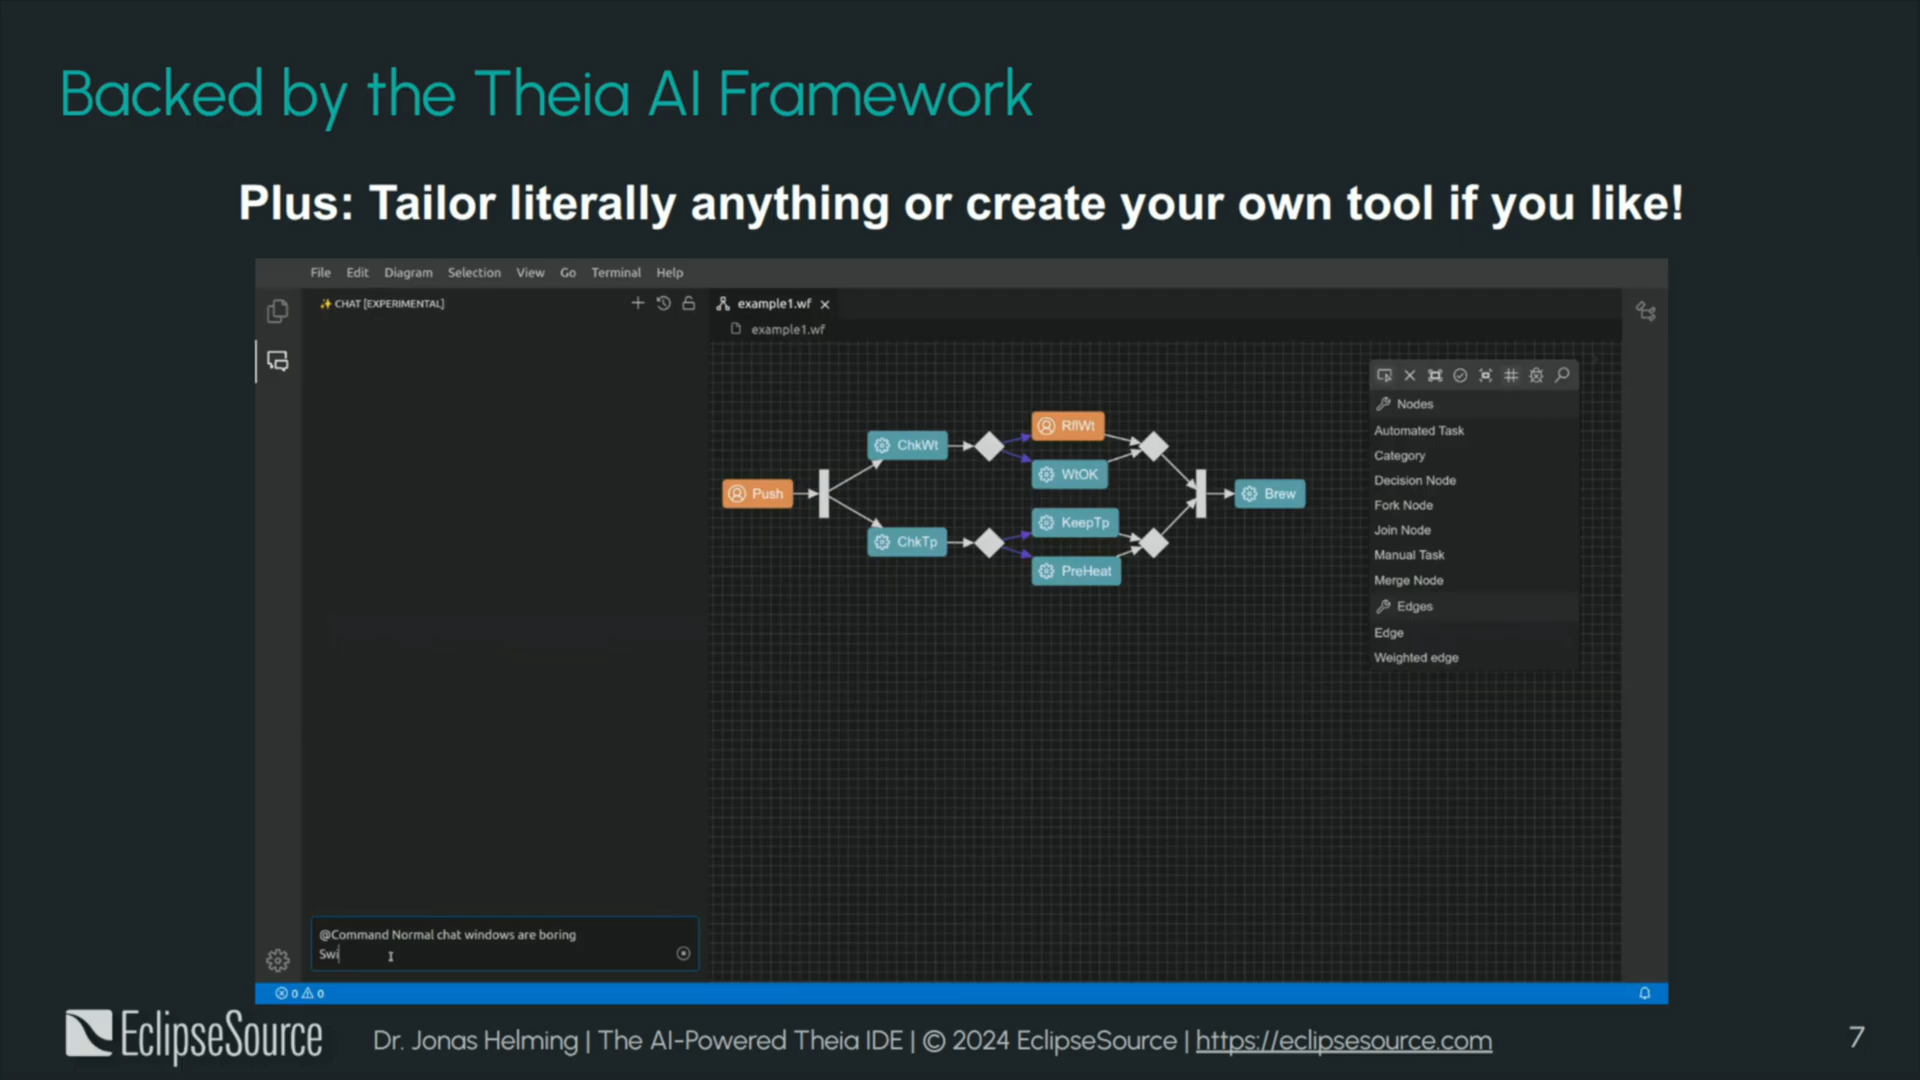 Backed by the Theia AI Framework
Plus: Tailor literally anything or create your own tool if you like!
File Edit Diagram Selection View Go Terminal Help
✨ CHAT [EXPERIMENTAL]
example1.wf
example1.wf
Push
ChkWt
ChkTp
RflWt
WtOK
KeepTp
PreHeat
Brew
Nodes
Automated Task
Category
Decision Node
Fork Node
Join Node
Manual Task
Merge Node
Edges
Edge
Weighted edge
@Command Normal chat windows are boring
Swi
0 0
EclipseSource
Dr. Jonas Helming | The AI-Powered Theia IDE | © 2024 EclipseSource | https://eclipsesource.com
7